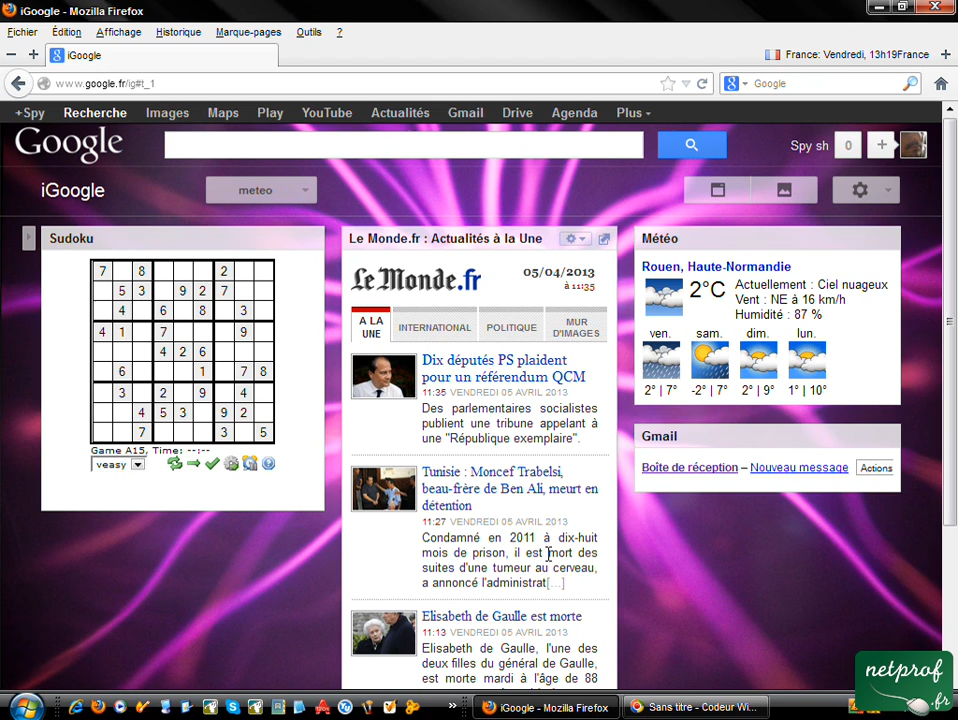 iGoogle - Mozilla Firefox
Fichier Édition Affichage Historique Marque-pages Outils ?
iGoogle
France: Vendredi, 13h19France
www.google.fr/ig#t_1
Google
+Spy Recherche Images Maps Play YouTube Actualités Gmail Drive Agenda Plus
Google
Spy sh 0 +
iGoogle
meteo
Sudoku
7 8 2
5 3 9 2 7
4 6 8 3
4 1 7 9
4 2 6
6 1 7 8
3 2 9 4
4 5 3 9 2
7 3 5
Game A15, Time: --:--
veasy
Le Monde.fr : Actualités à la Une
Le Monde.fr
05/04/2013
à 11:35
A LA UNE
INTERNATIONAL
POLITIQUE
MUR D'IMAGES
Dix députés PS plaident
pour un référendum QCM
11:35 VENDREDI 05 AVRIL 2013
Des parlementaires socialistes
publient une tribune appelant à
une "République exemplaire".
Tunisie : Moncef Trabelsi,
beau-frère de Ben Ali, meurt en
détention
11:27 VENDREDI 05 AVRIL 2013
Condamné en 2011 à dix-huit
mois de prison, il est mort des
suites d'une tumeur au cerveau,
a annoncé l'administrat[...]
Elisabeth de Gaulle est morte
11:13 VENDREDI 05 AVRIL 2013
Elisabeth de Gaulle, l'une des
deux filles du général de Gaulle,
est morte mardi à l'âge de 88
Météo
Rouen, Haute-Normandie
2°C
Actuellement : Ciel nuageux
Vent : NE à 16 km/h
Humidité : 87 %
ven. sam. dim. lun.
2° | 7° -2° | 7° 2° | 9° 1° | 10°
Gmail
Boîte de réception – Nouveau message Actions
netprof
.fr
iGoogle - Mozilla Firefox
Sans titre - Codeur Wi...